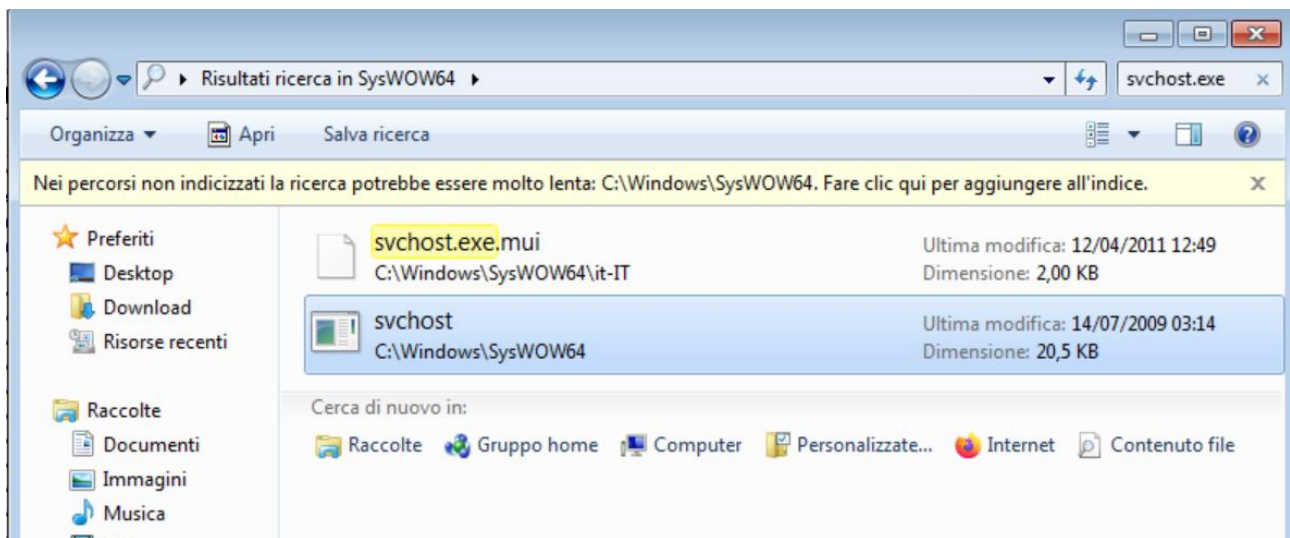 Risultati ricerca in SysWOW64
svchost.exe
Organizza
Apri
Salva ricerca
Nei percorsi non indicizzati la ricerca potrebbe essere molto lenta: C:\Windows\SysWOW64. Fare clic qui per aggiungere all'indice.
Preferiti
Desktop
Download
Risorse recenti
Raccolte
Documenti
Immagini
Musica
svchost.exe.mui
C:\Windows\SysWOW64\it-IT
Ultima modifica: 12/04/2011 12:49
Dimensione: 2,00 KB
svchost
C:\Windows\SysWOW64
Ultima modifica: 14/07/2009 03:14
Dimensione: 20,5 KB
Cerca di nuovo in:
Raccolte Gruppo home Computer Personalizzate... Internet Contenuto file